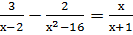 3/(x−2) − 2/(x²−16) = x/(x+1)